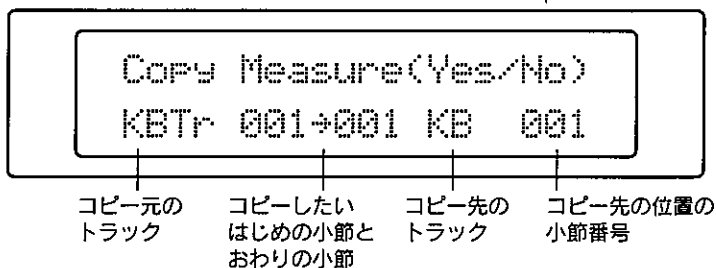 Copy Measure(Yes/No)
KBTr 001→001 KB 001
コピー元の
トラック
コピーしたい
はじめの小節と
おわりの小節
コピー先の
トラック
コピー先の位置の
小節番号